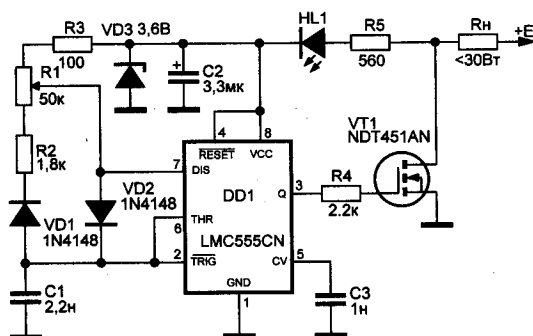 HL1
R5
560
RH
<30Вт
+E
R3
100
VD3 3,6В
C2
3,3мк
+
R1
50к
VT1
NDT451AN
R2
1,8к
4
8
RESET
VCC
7
DIS
DD1
Q
3
R4
2.2к
VD2
1N4148
VD1
1N4148
THR
6
LMC555CN
2
TRIG
CV
5
GND
1
C1
2,2н
C3
1н